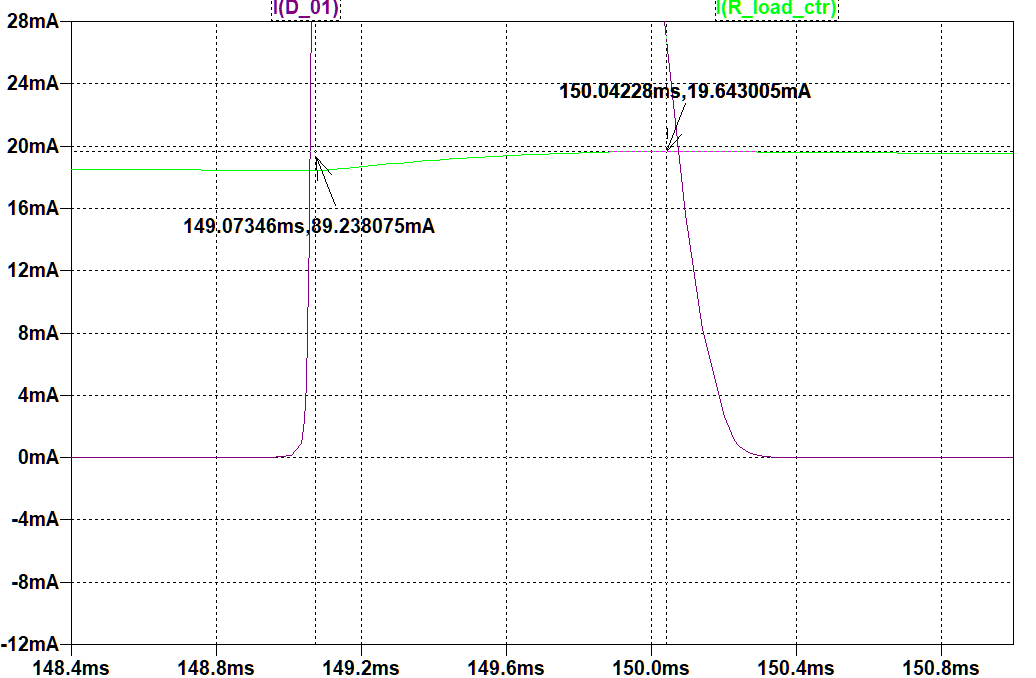 I(D_01) I(R_load_ctr)
28mA
24mA
150.04228ms,19.643005mA
20mA
16mA
149.07346ms,89.238075mA
12mA
8mA
4mA
0mA
-4mA
-8mA
-12mA
148.4ms 148.8ms 149.2ms 149.6ms 150.0ms 150.4ms 150.8ms